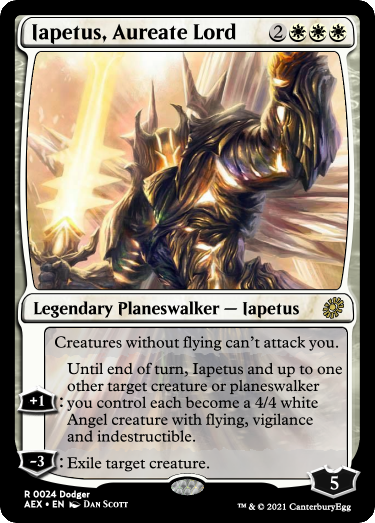 Iapetus, Aureate Lord 2
Legendary Planeswalker — Iapetus
Creatures without flying can't attack you.
Until end of turn, Iapetus and up to one
other target creature or planeswalker
+1: you control each become a 4/4 white
Angel creature with flying, vigilance
and indestructible.
-3: Exile target creature.
5
R 0024 Dodger
AEX • EN Dan Scott
™ & © 2021 CanterburyEgg